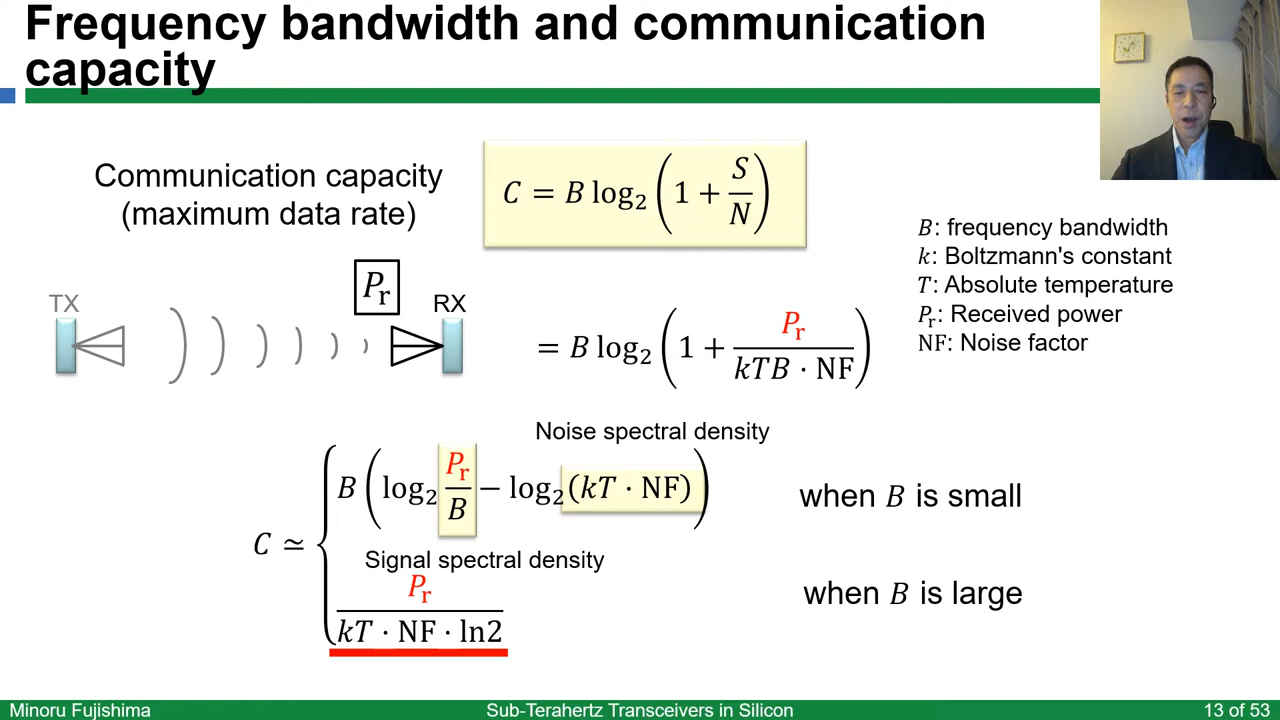 Frequency bandwidth and communication
capacity
Communication capacity
(maximum data rate)
C = B log₂ (1 + S/N)
B: frequency bandwidth
k: Boltzmann's constant
T: Absolute temperature
Pᵣ: Received power
NF: Noise factor
TX
Pᵣ
RX
= B log₂ (1 + Pᵣ/(kTB · NF))
Noise spectral density
C ≃ { B (log₂ Pᵣ/B − log₂(kT · NF)) when B is small
Signal spectral density
Pᵣ/(kT · NF · ln2) when B is large
Minoru Fujishima
Sub-Terahertz Transceivers in Silicon
13 of 53